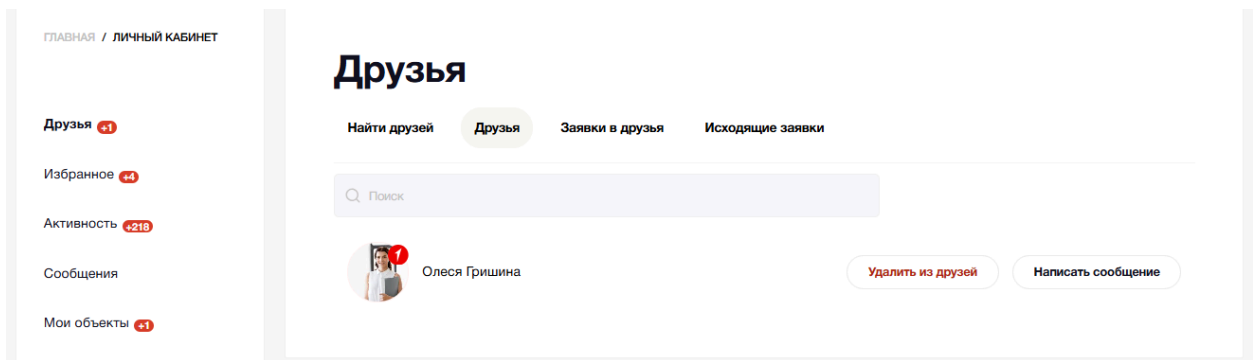 ГЛАВНАЯ / ЛИЧНЫЙ КАБИНЕТ
Друзья +1
Избранное +4
Активность +218
Сообщения
Мои объекты +1
Друзья
Найти друзей Друзья Заявки в друзья Исходящие заявки
Поиск
Олеся Гришина Удалить из друзей Написать сообщение